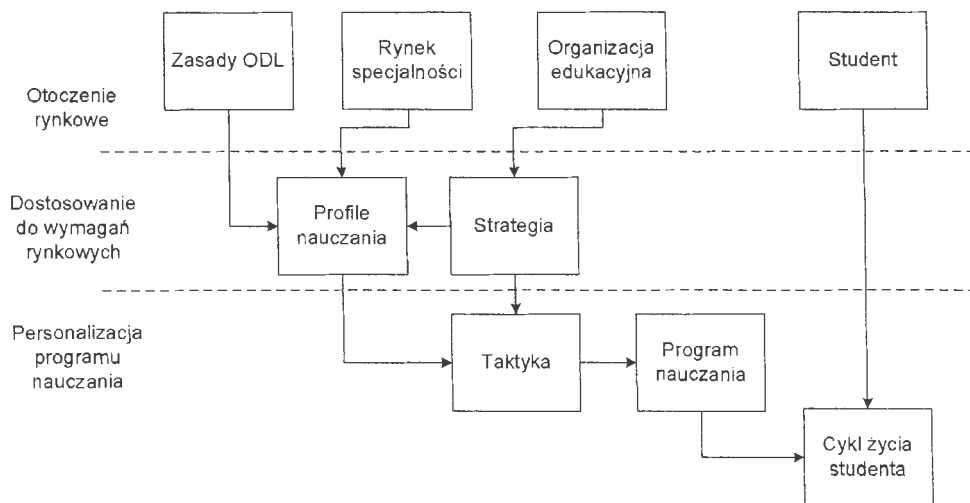 Zasady ODL
Rynek
specjalności
Organizacja
edukacyjna
Student
Otoczenie
rynkowe
Dostosowanie
do wymagań
rynkowych
Profile
nauczania
Strategia
Personalizacja
programu
nauczania
Taktyka
Program
nauczania
Cykl życia
studenta